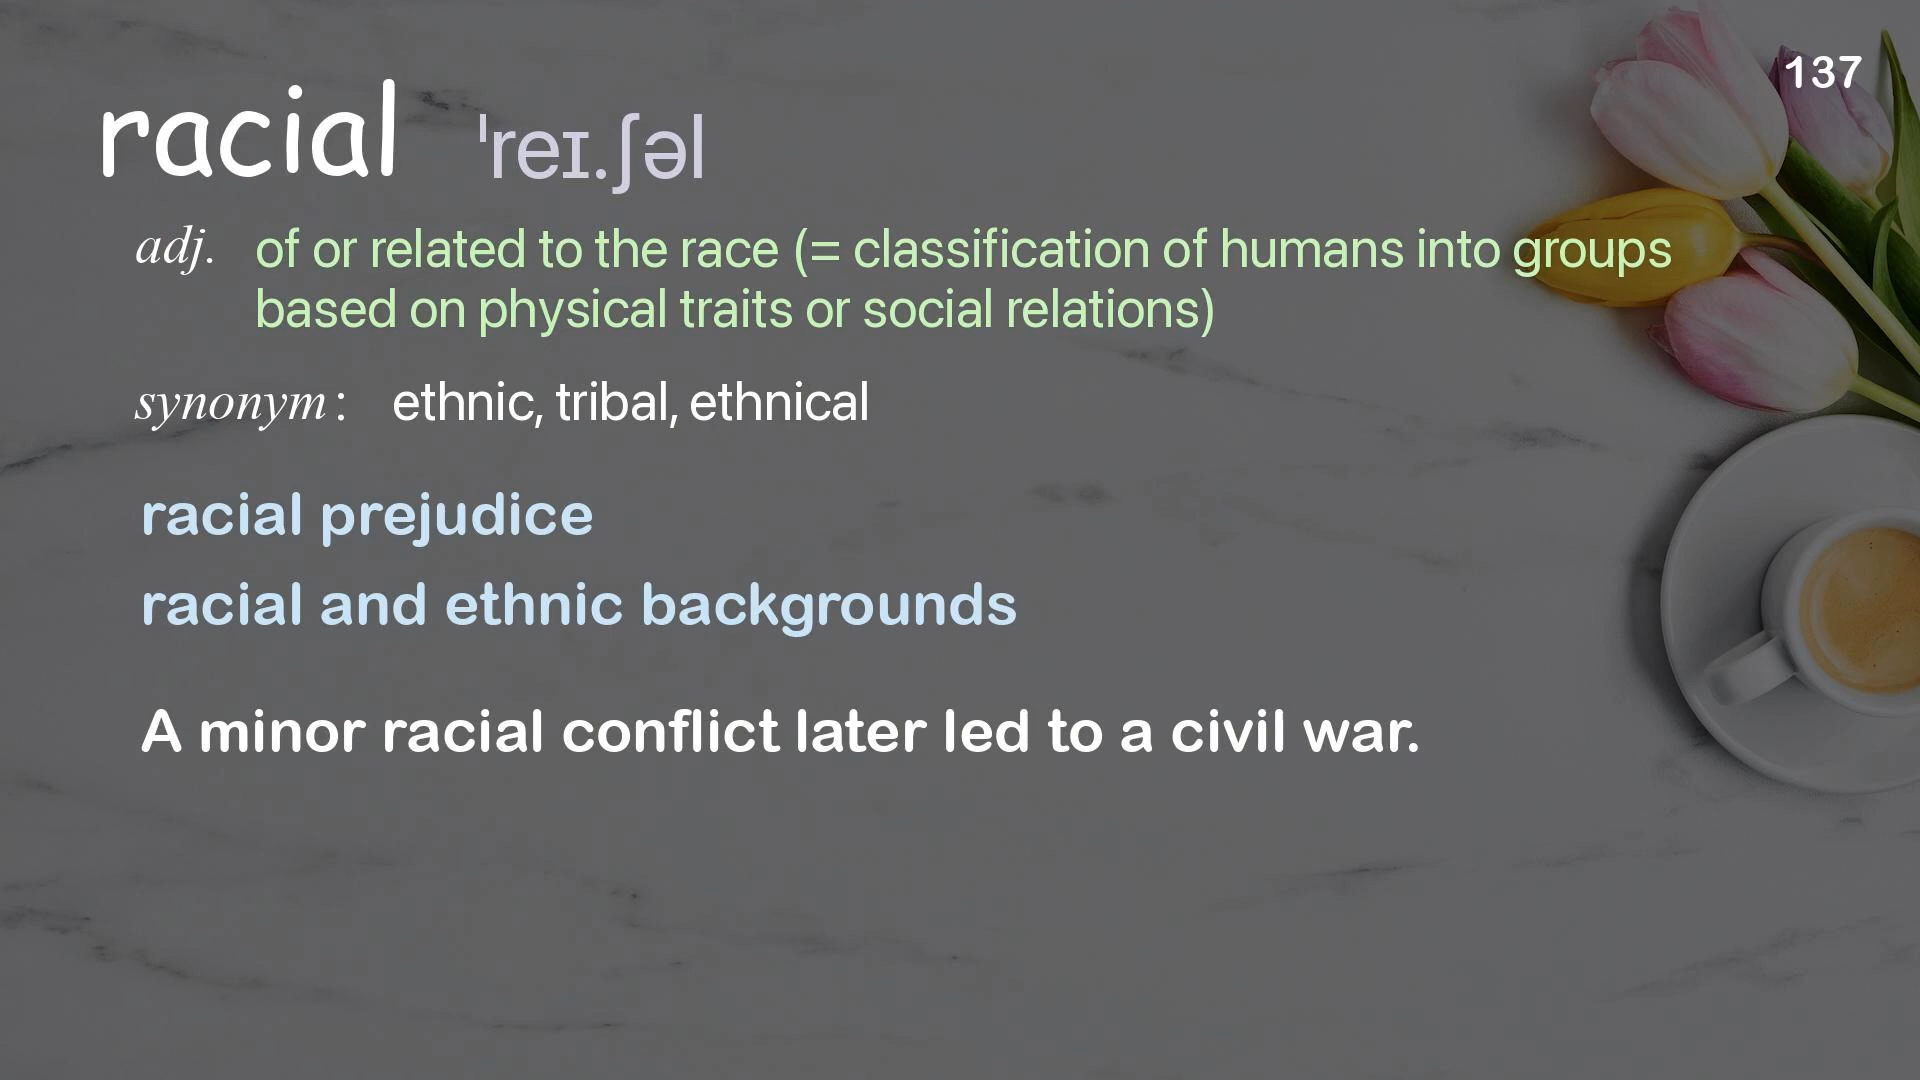 137
racial ˈreɪ.ʃəl
adj. of or related to the race (= classification of humans into groups
based on physical traits or social relations)
synonym: ethnic, tribal, ethnical
racial prejudice
racial and ethnic backgrounds
A minor racial conflict later led to a civil war.